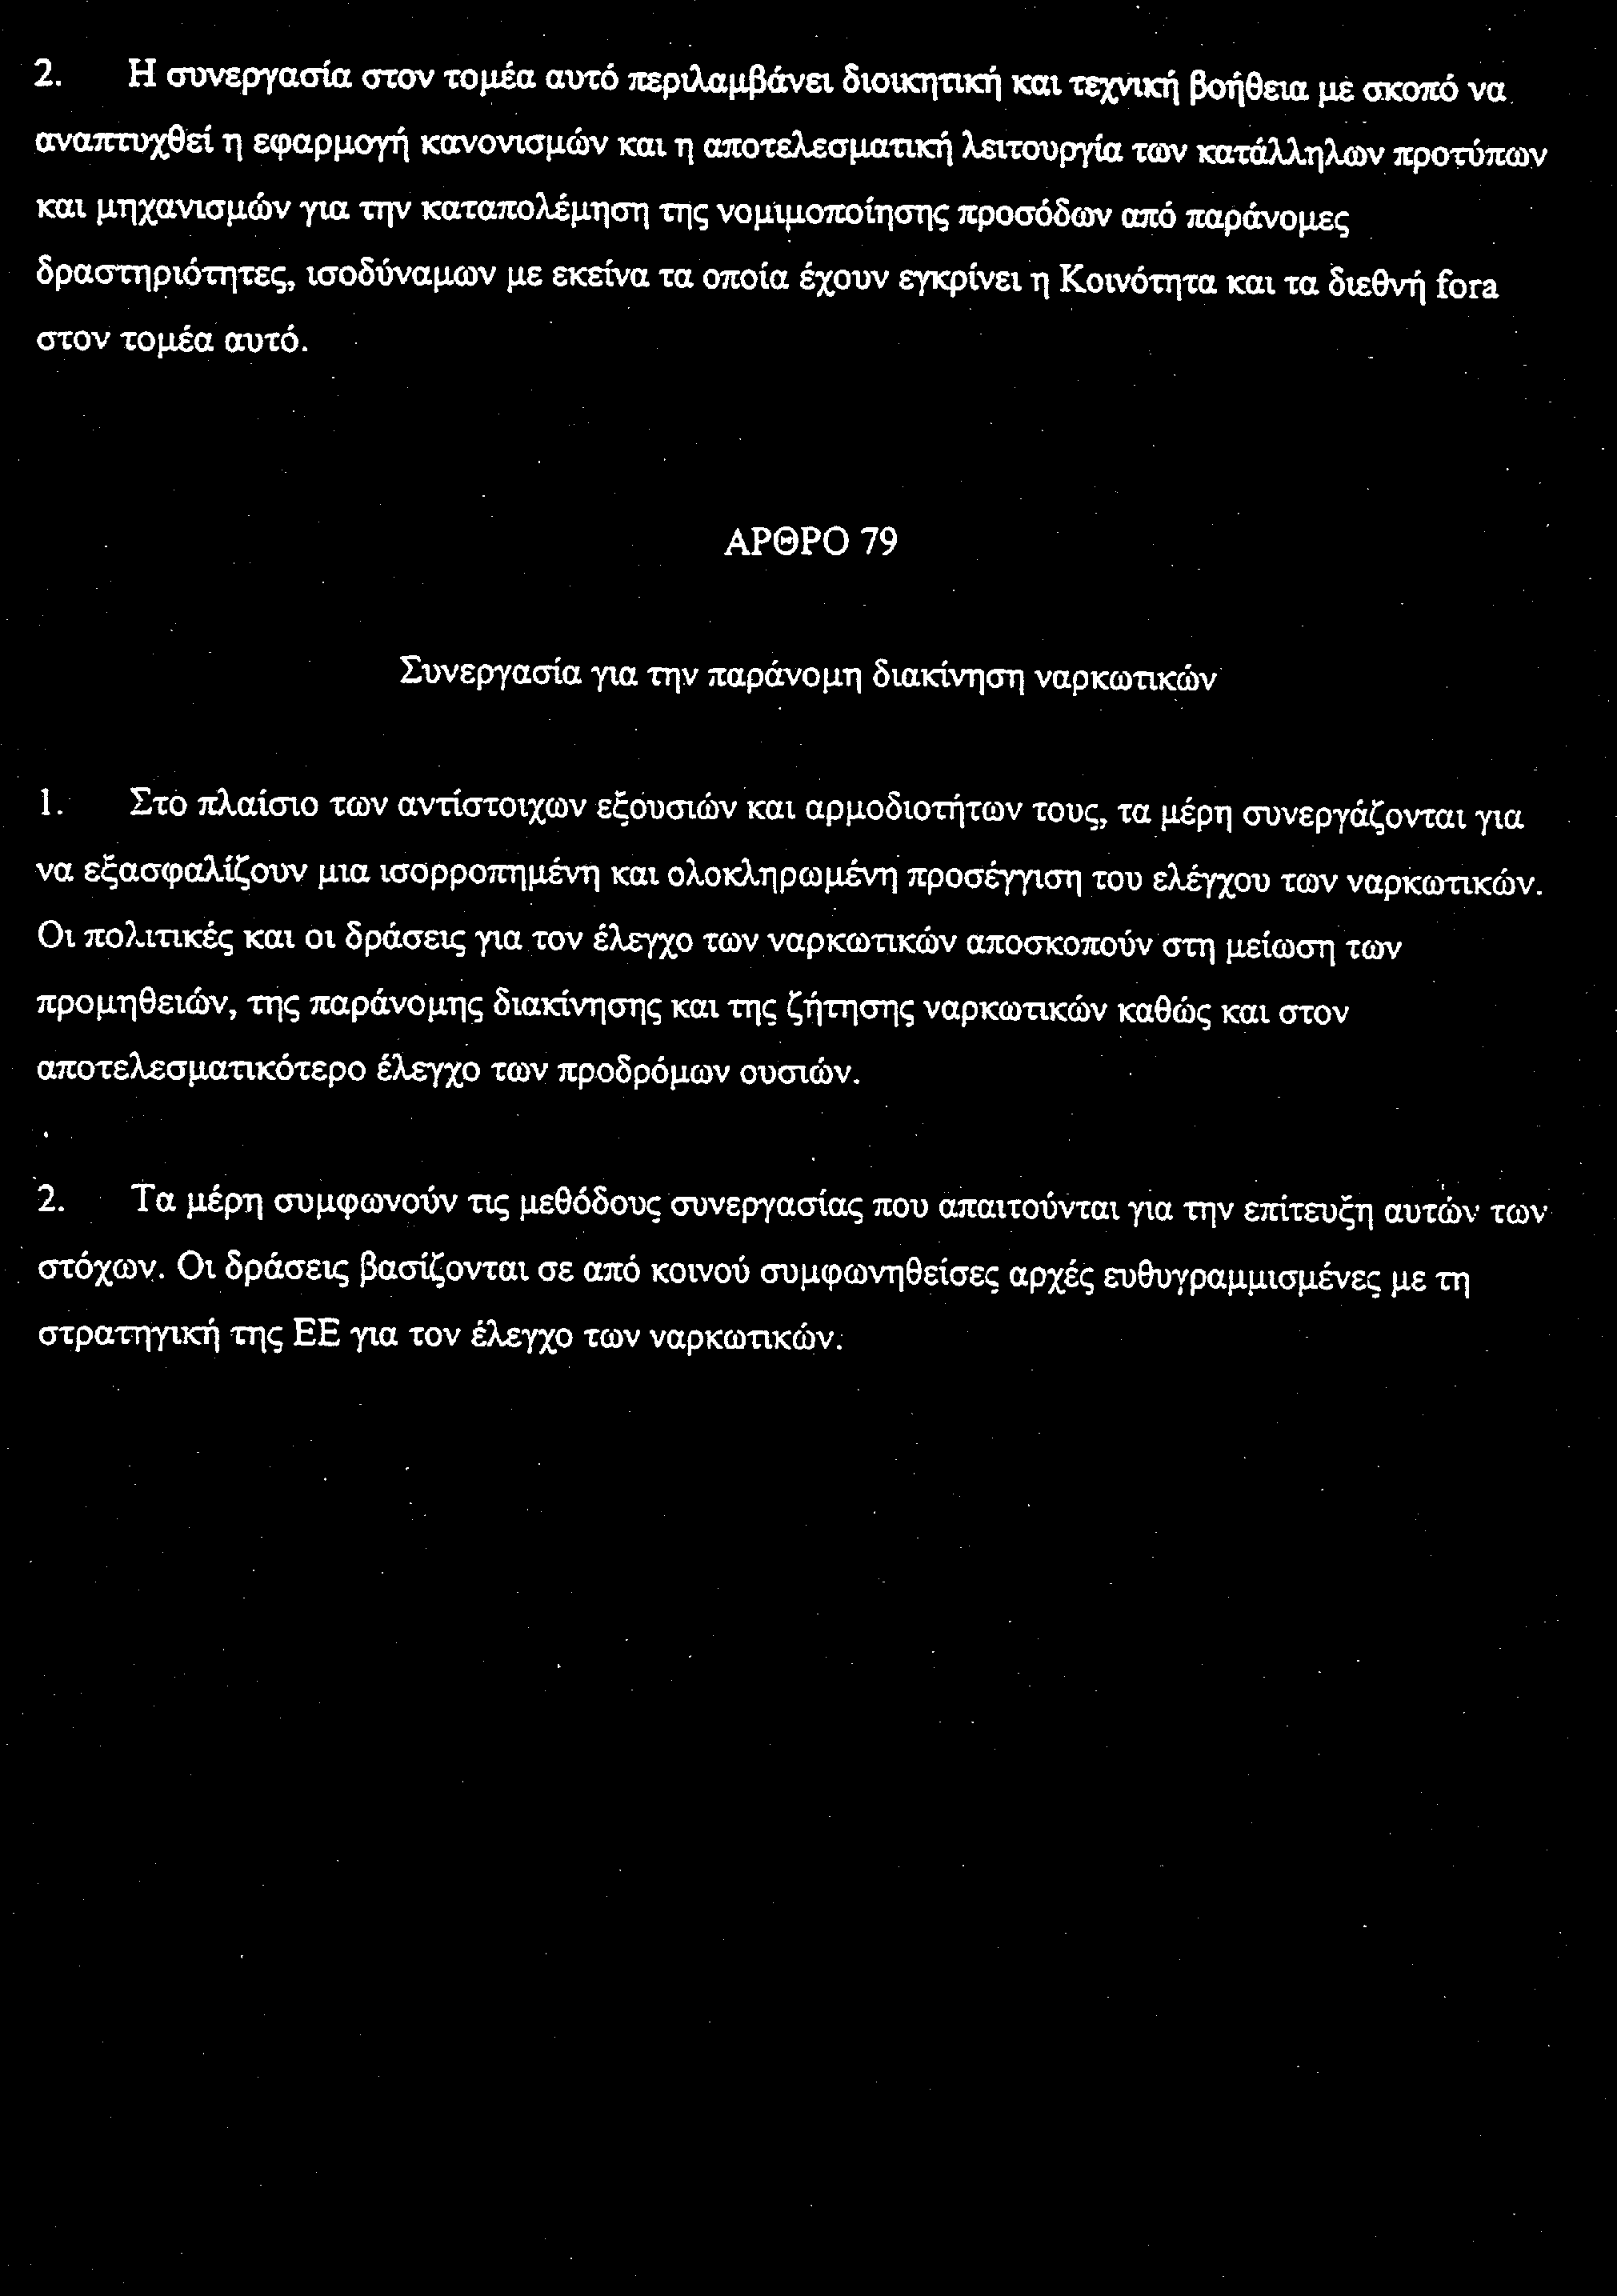 2. Η συνεργασία στον τομέα αυτό περιλαμβάνει διοικητική και τεχνική βοήθεια με σκοπό να
αναπτυχθεί η εφαρμογή κανονισμών και η αποτελεσματική λειτουργία των κατάλληλων προτύπων
και μηχανισμών για την καταπολέμηση της νομιμοποίησης προσόδων από παράνομες
δραστηριότητες, ισοδύναμων με εκείνα τα οποία έχουν εγκρίνει η Κοινότητα και τα διεθνή fora
στον τομέα αυτό.
ΑΡΘΡΟ 79
Συνεργασία για την παράνομη διακίνηση ναρκωτικών
1. Στο πλαίσιο των αντίστοιχων εξουσιών και αρμοδιοτήτων τους, τα μέρη συνεργάζονται για
να εξασφαλίζουν μια ισορροπημένη και ολοκληρωμένη προσέγγιση του ελέγχου των ναρκωτικών.
Οι πολιτικές και οι δράσεις για τον έλεγχο των ναρκωτικών αποσκοπούν στη μείωση των
προμηθειών, της παράνομης διακίνησης και της ζήτησης ναρκωτικών καθώς και στον
αποτελεσματικότερο έλεγχο των προδρόμων ουσιών.
2. Τα μέρη συμφωνούν τις μεθόδους συνεργασίας που απαιτούνται για την επίτευξη αυτών των
στόχων. Οι δράσεις βασίζονται σε από κοινού συμφωνηθείσες αρχές ευθυγραμμισμένες με τη
στρατηγική της ΕΕ για τον έλεγχο των ναρκωτικών.